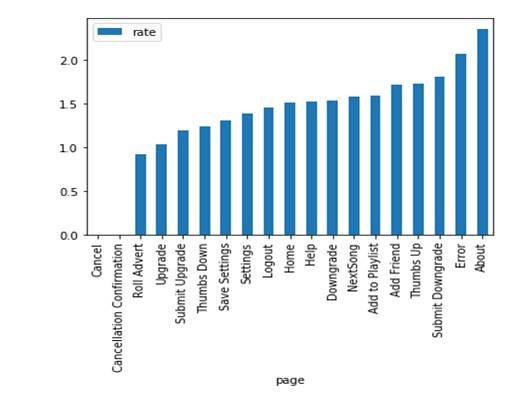 rate
2.0
1.5
1.0
0.5
0.0
Cancel
Cancellation Confirmation
Roll Advert
Upgrade
Submit Upgrade
Thumbs Down
Save Settings
Settings
Logout
Home
Help
Downgrade
NextSong
Add to Playlist
Add Friend
Thumbs Up
Submit Downgrade
Error
About
page